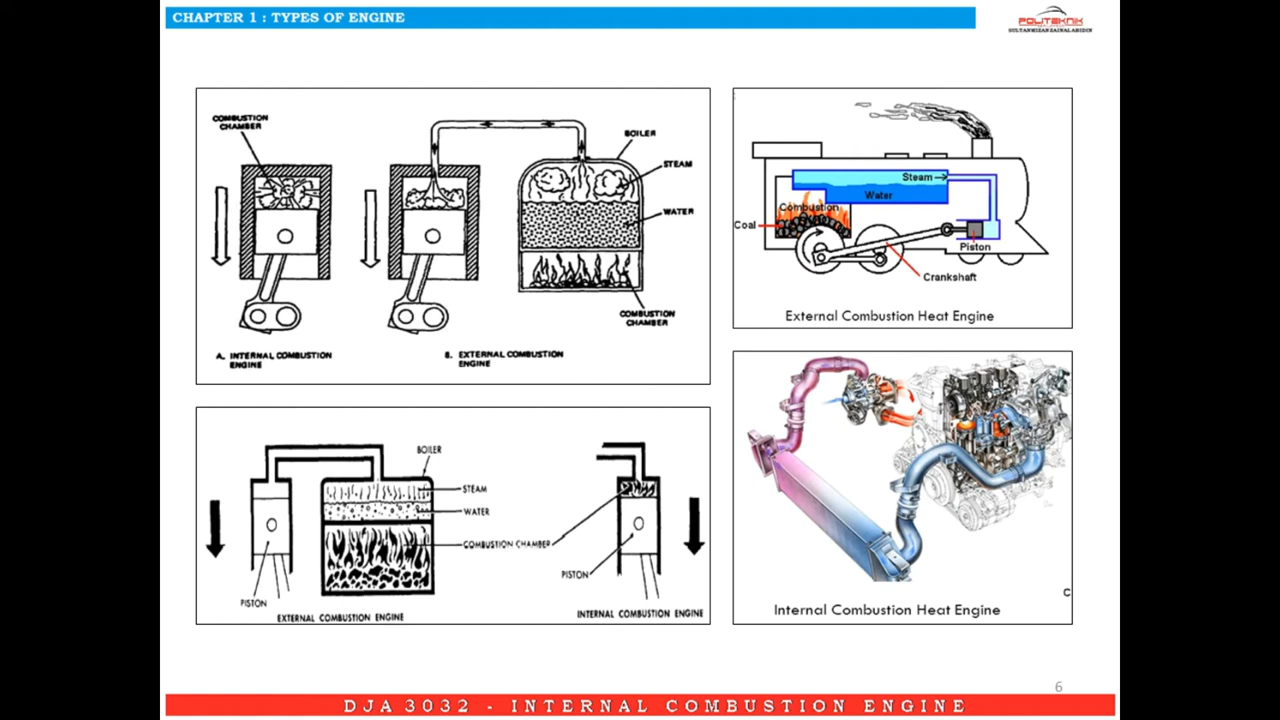 CHAPTER 1 : TYPES OF ENGINE
POLITEKNIK
SULTANMIZANZAINALABIDIN
COMBUSTION
CHAMBER
BOILER
STEAM
WATER
COMBUSTION
CHAMBER
A. INTERNAL COMBUSTION
ENGINE
B. EXTERNAL COMBUSTION
ENGINE
Steam
Water
Combustion
Coal
Piston
Crankshaft
External Combustion Heat Engine
BOILER
STEAM
WATER
COMBUSTION CHAMBER
PISTON
PISTON
EXTERNAL COMBUSTION ENGINE
INTERNAL COMBUSTION ENGINE
C
Internal Combustion Heat Engine
6
DJA 3032 - INTERNAL COMBUSTION ENGINE